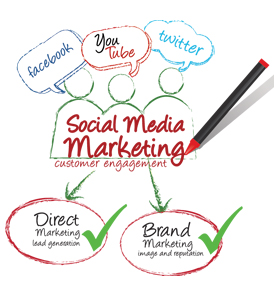 facebook
You
Tube
twitter
Social Media
Marketing
customer engagement
Direct
Marketing
lead generation
Brand
Marketing
image and reputation